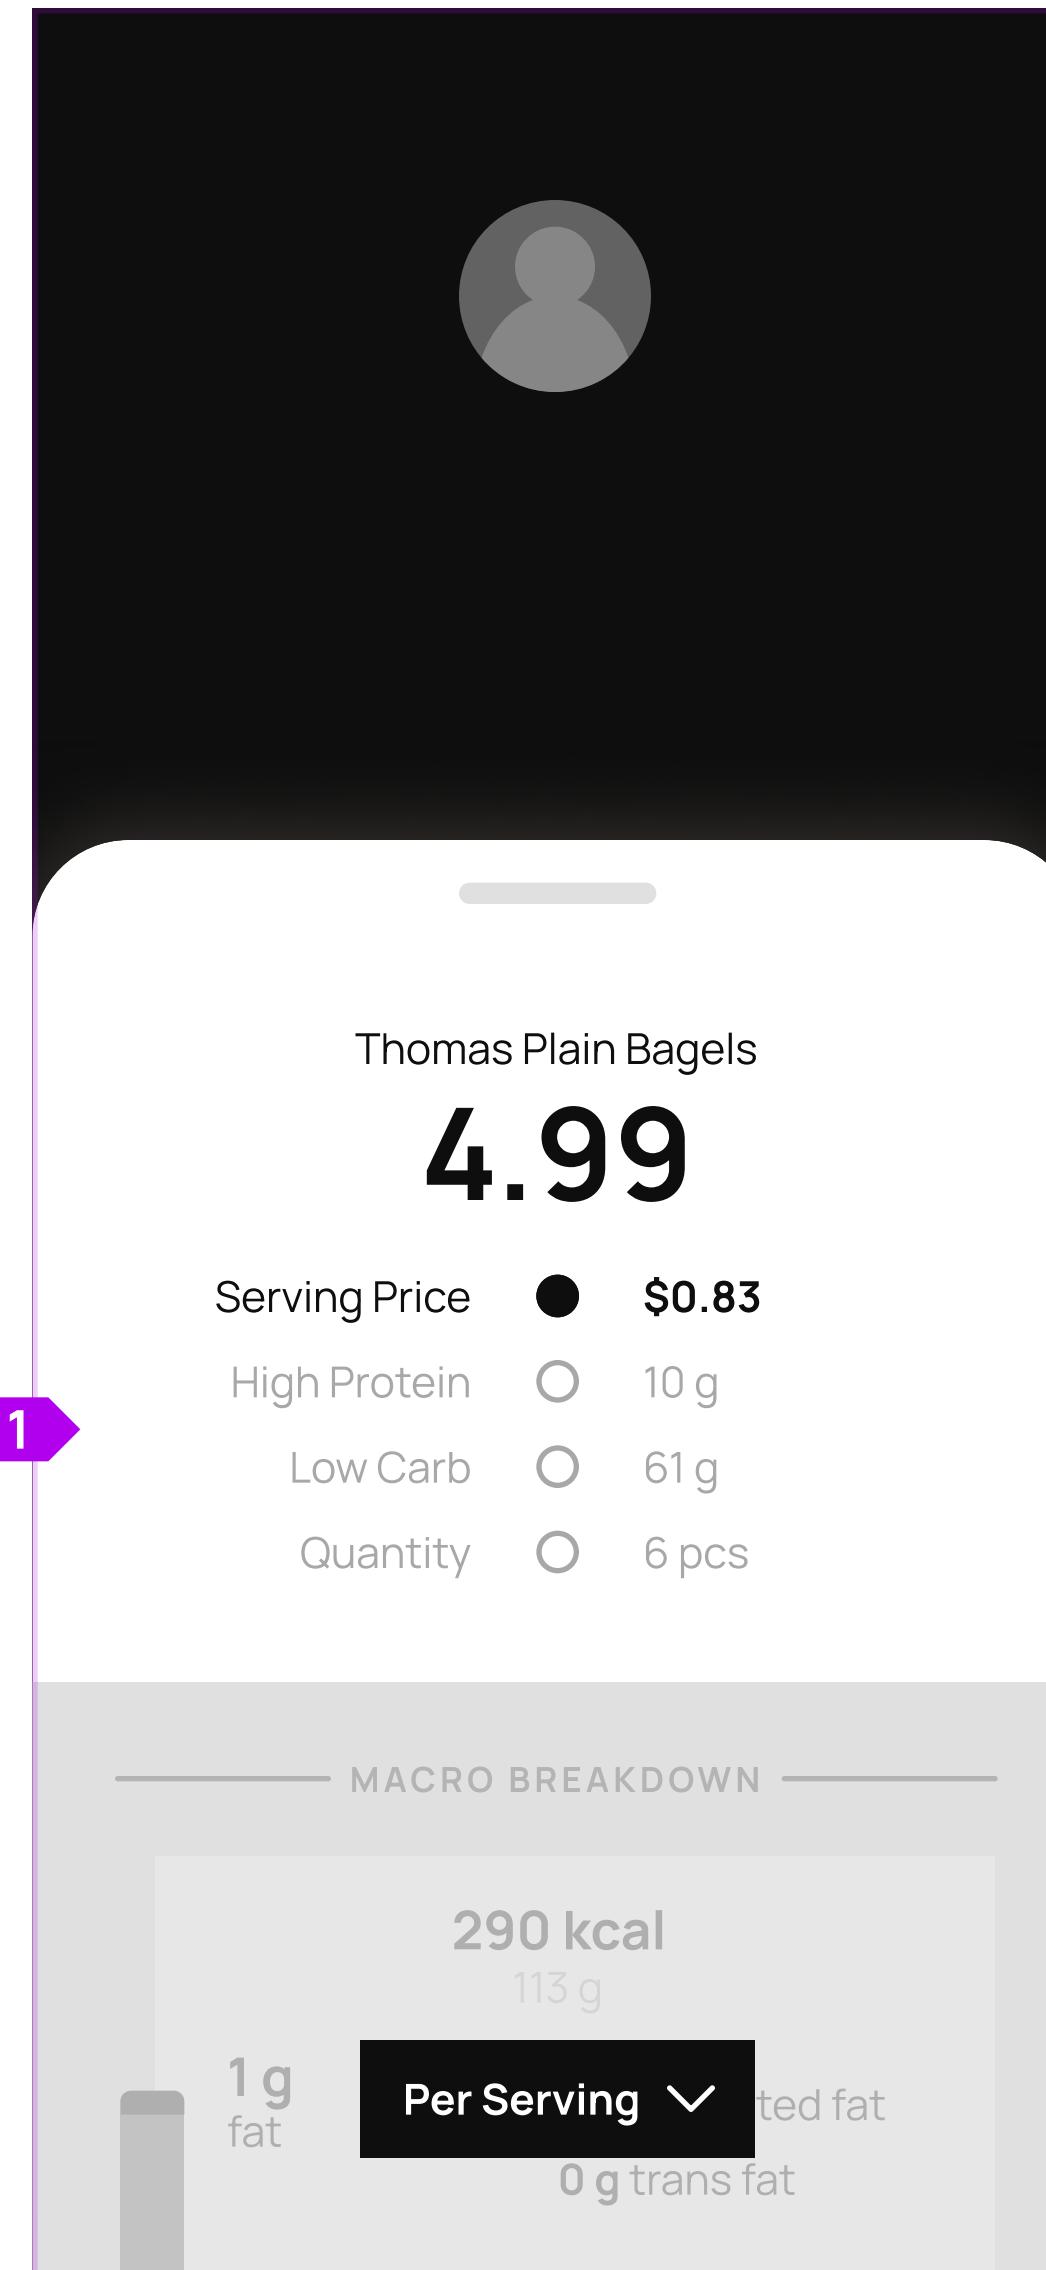 Thomas Plain Bagels
4.99
Serving Price $0.83
High Protein 10 g
1
Low Carb 61 g
Quantity 6 pcs
MACRO BREAKDOWN
290 kcal
113 g
1 g
fat
Per Serving
ted fat
0 g trans fat